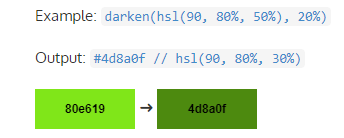 Example: darken(hsl(90, 80%, 50%), 20%)
Output: #4d8a0f // hsl(90, 80%, 30%)
80e619 → 4d8a0f